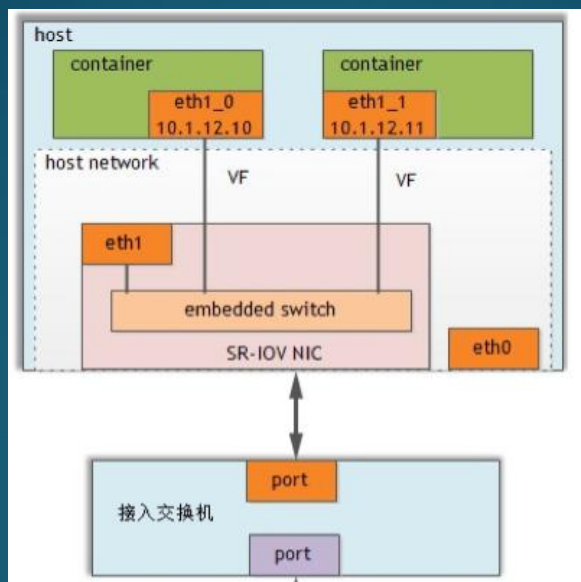 host
container
container
eth1_0
10.1.12.10
eth1_1
10.1.12.11
host network
VF
VF
eth1
embedded switch
SR-IOV NIC
eth0
port
接入交换机
port